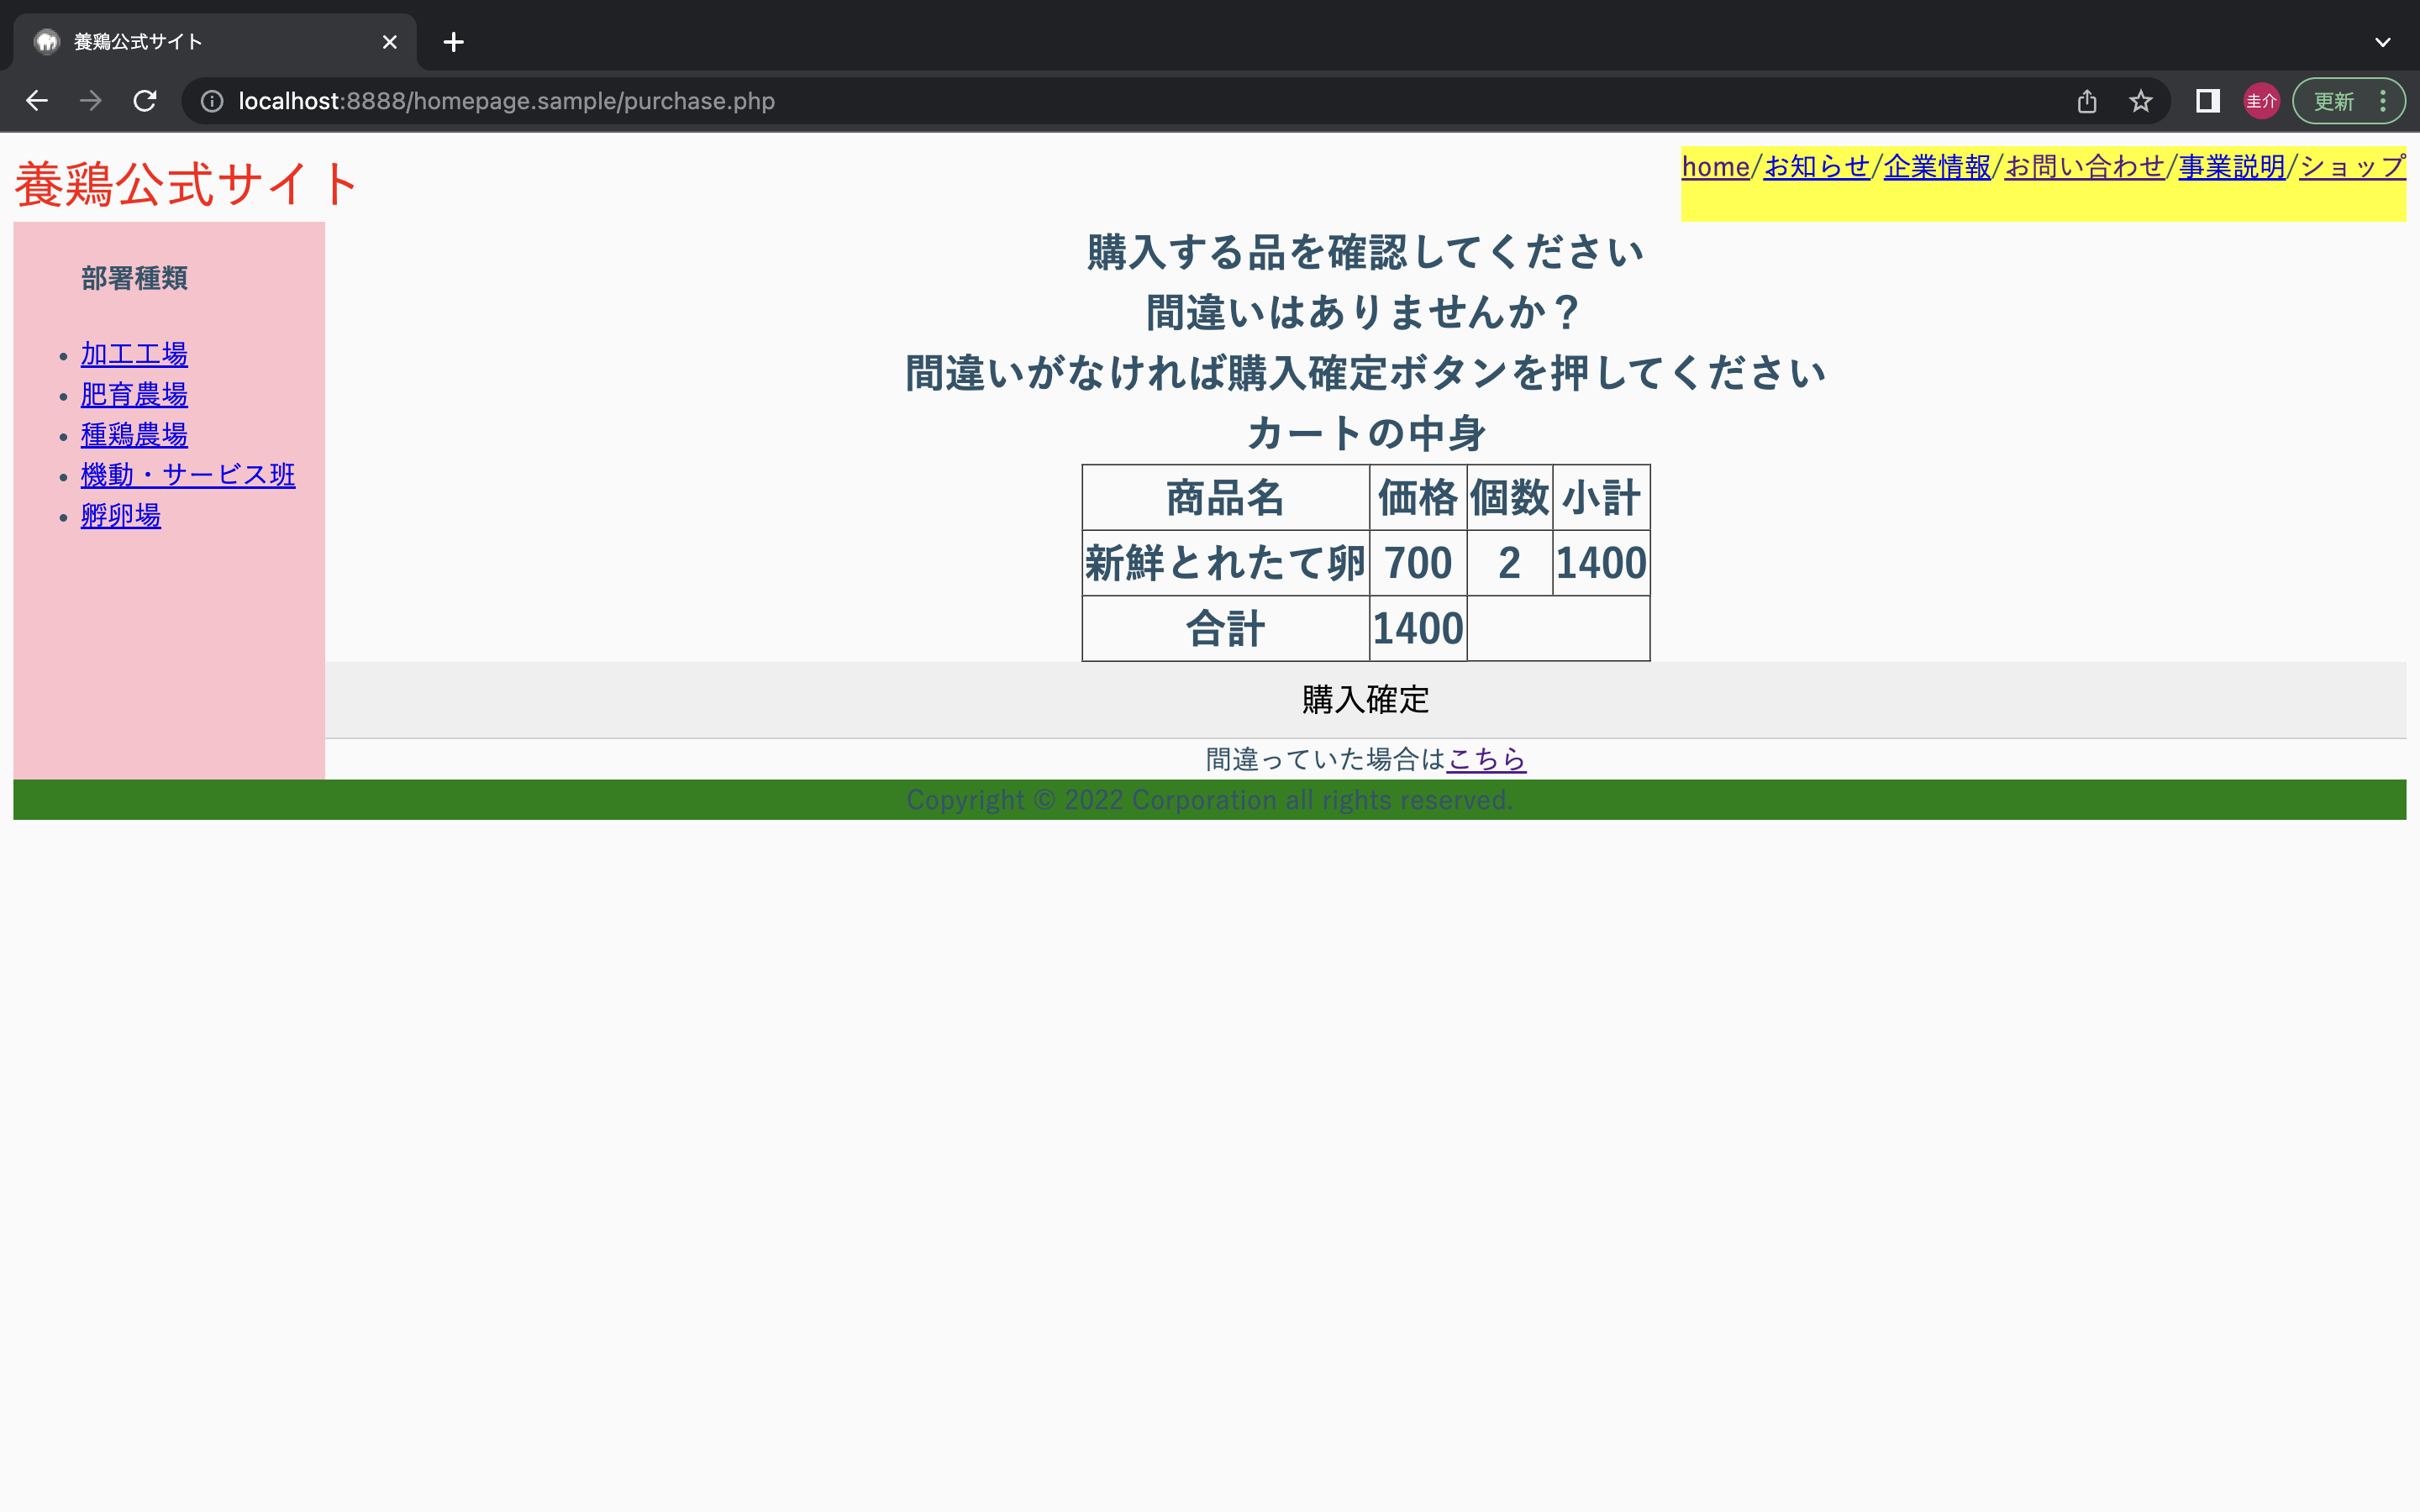 養鶏公式サイト
localhost:8888/homepage.sample/purchase.php
圭介
更新
養鶏公式サイト
home/お知らせ/企業情報/お問い合わせ/事業説明/ショップ
部署種類
加工工場
肥育農場
種鶏農場
機動・サービス班
孵卵場
購入する品を確認してください
間違いはありませんか？
間違いがなければ購入確定ボタンを押してください
カートの中身
商品名 価格 個数 小計
新鮮とれたて卵 700 2 1400
合計 1400
購入確定
間違っていた場合はこちら
Copyright © 2022 Corporation all rights reserved.